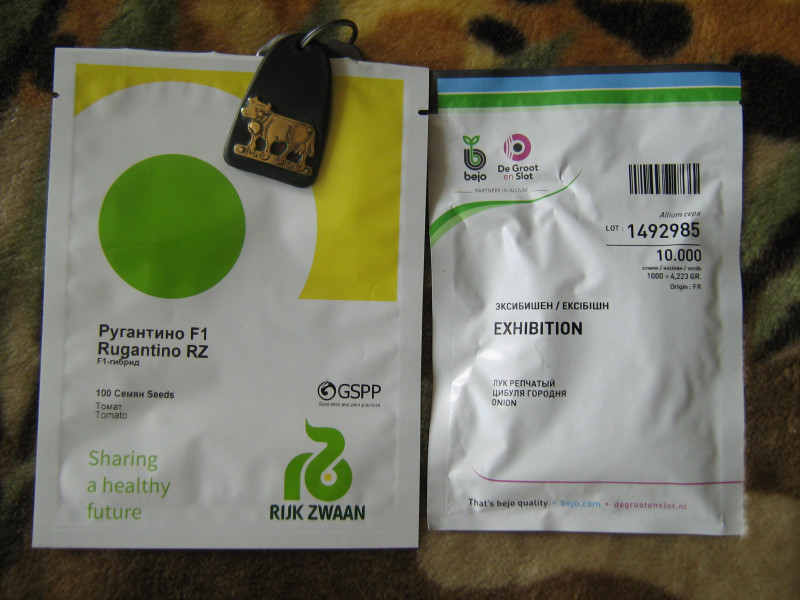 Ругантино F1
Rugantino RZ
F1-гибрид
100 Семян Seeds
Томат
Tomato
GSPP
Good seed and plant practices
Sharing
a healthy
future
RIJK ZWAAN
bejo
De Groot
en Slot
PARTNERS IN ALLIUM
Allium cepa
LOT : 1492985
10.000
семян / насінин / seeds
1000 = 4,223 GR.
Origin : FR
ЭКСИБИШЕН / ЕКСІБІШН
EXHIBITION
ЛУК РЕПЧАТЫЙ
ЦИБУЛЯ ГОРОДНЯ
ONION
That's bejo quality · bejo.com · degrootenslot.nl